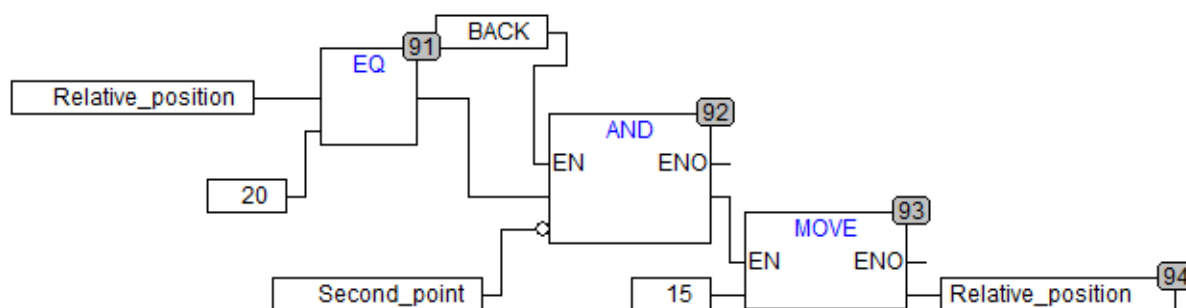 91 BACK
EQ
Relative_position
92
AND
EN ENO
20
93
MOVE
EN ENO
94
Second_point 15 Relative_position